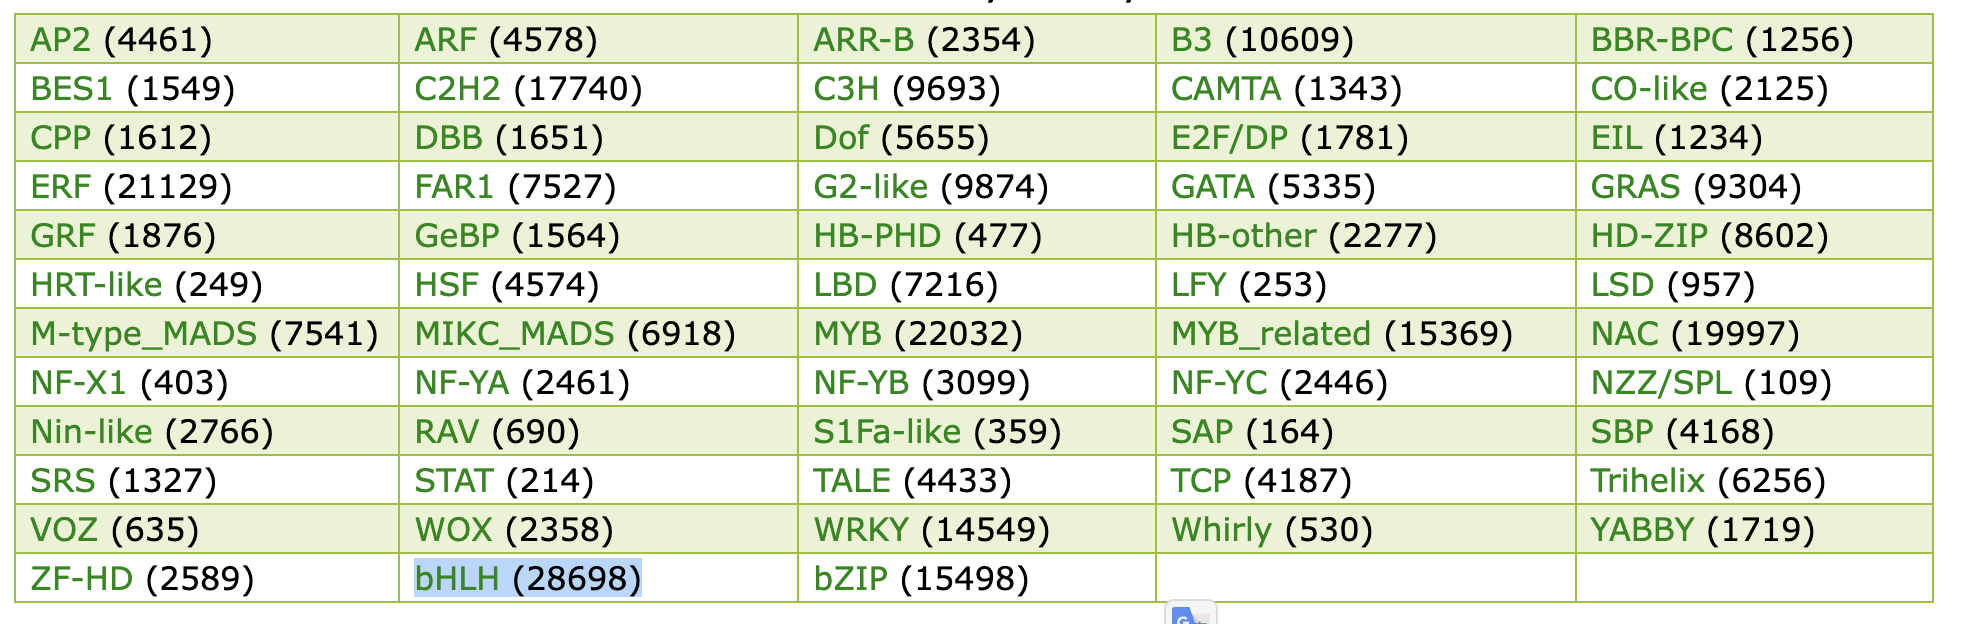 AP2 (4461) ARF (4578) ARR-B (2354) B3 (10609) BBR-BPC (1256)
BES1 (1549) C2H2 (17740) C3H (9693) CAMTA (1343) CO-like (2125)
CPP (1612) DBB (1651) Dof (5655) E2F/DP (1781) EIL (1234)
ERF (21129) FAR1 (7527) G2-like (9874) GATA (5335) GRAS (9304)
GRF (1876) GeBP (1564) HB-PHD (477) HB-other (2277) HD-ZIP (8602)
HRT-like (249) HSF (4574) LBD (7216) LFY (253) LSD (957)
M-type_MADS (7541) MIKC_MADS (6918) MYB (22032) MYB_related (15369) NAC (19997)
NF-X1 (403) NF-YA (2461) NF-YB (3099) NF-YC (2446) NZZ/SPL (109)
Nin-like (2766) RAV (690) S1Fa-like (359) SAP (164) SBP (4168)
SRS (1327) STAT (214) TALE (4433) TCP (4187) Trihelix (6256)
VOZ (635) WOX (2358) WRKY (14549) Whirly (530) YABBY (1719)
ZF-HD (2589) bHLH (28698) bZIP (15498)